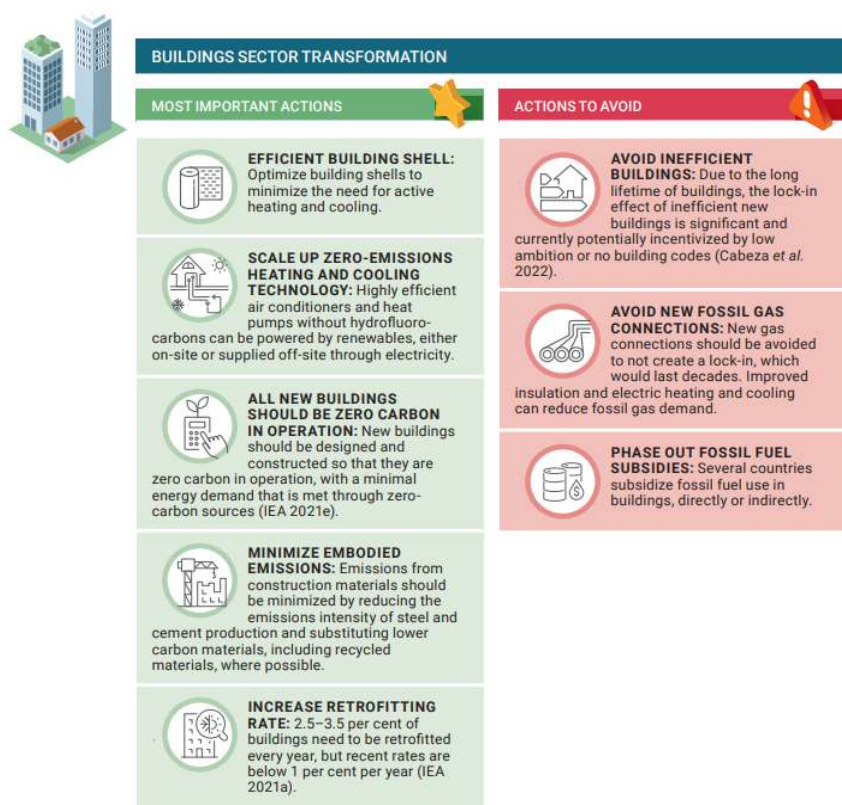 BUILDINGS SECTOR TRANSFORMATION
MOST IMPORTANT ACTIONS
EFFICIENT BUILDING SHELL:
Optimize building shells to
minimize the need for active
heating and cooling.
SCALE UP ZERO-EMISSIONS
HEATING AND COOLING
TECHNOLOGY: Highly efficient
air conditioners and heat
pumps without hydrofluoro-
carbons can be powered by renewables, either
on-site or supplied off-site through electricity.
ALL NEW BUILDINGS
SHOULD BE ZERO CARBON
IN OPERATION: New buildings
should be designed and
constructed so that they are
zero carbon in operation, with a minimal
energy demand that is met through zero-
carbon sources (IEA 2021e).
MINIMIZE EMBODIED
EMISSIONS: Emissions from
construction materials should
be minimized by reducing the
emissions intensity of steel and
cement production and substituting lower
carbon materials, including recycled
materials, where possible.
INCREASE RETROFITTING
RATE: 2.5–3.5 per cent of
buildings need to be retrofitted
every year, but recent rates are
below 1 per cent per year (IEA
2021a).
ACTIONS TO AVOID
AVOID INEFFICIENT
BUILDINGS: Due to the long
lifetime of buildings, the lock-in
effect of inefficient new
buildings is significant and
currently potentially incentivized by low
ambition or no building codes (Cabeza et al.
2022).
AVOID NEW FOSSIL GAS
CONNECTIONS: New gas
connections should be avoided
to not create a lock-in, which
would last decades. Improved
insulation and electric heating and cooling
can reduce fossil gas demand.
PHASE OUT FOSSIL FUEL
SUBSIDIES: Several countries
subsidize fossil fuel use in
buildings, directly or indirectly.